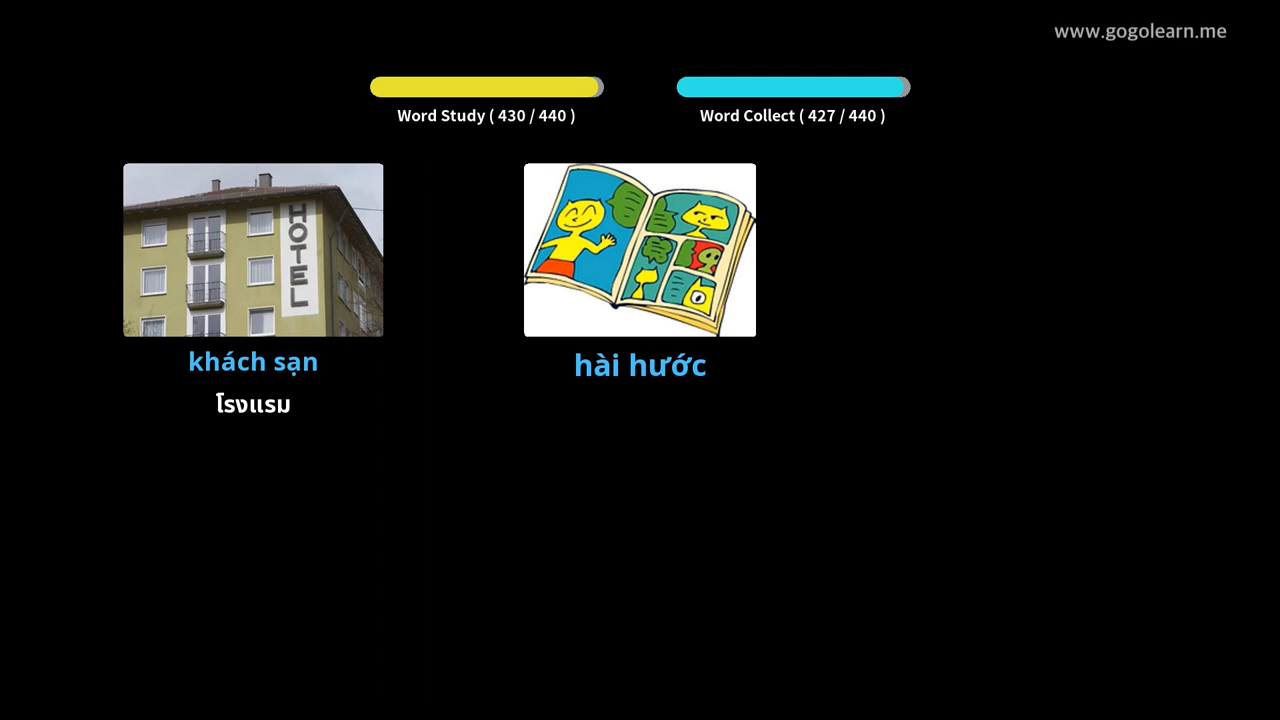 www.gogolearn.me
Word Study ( 430 / 440 )
Word Collect ( 427 / 440 )
HOTEL
khách sạn
hài hước
โรงแรม